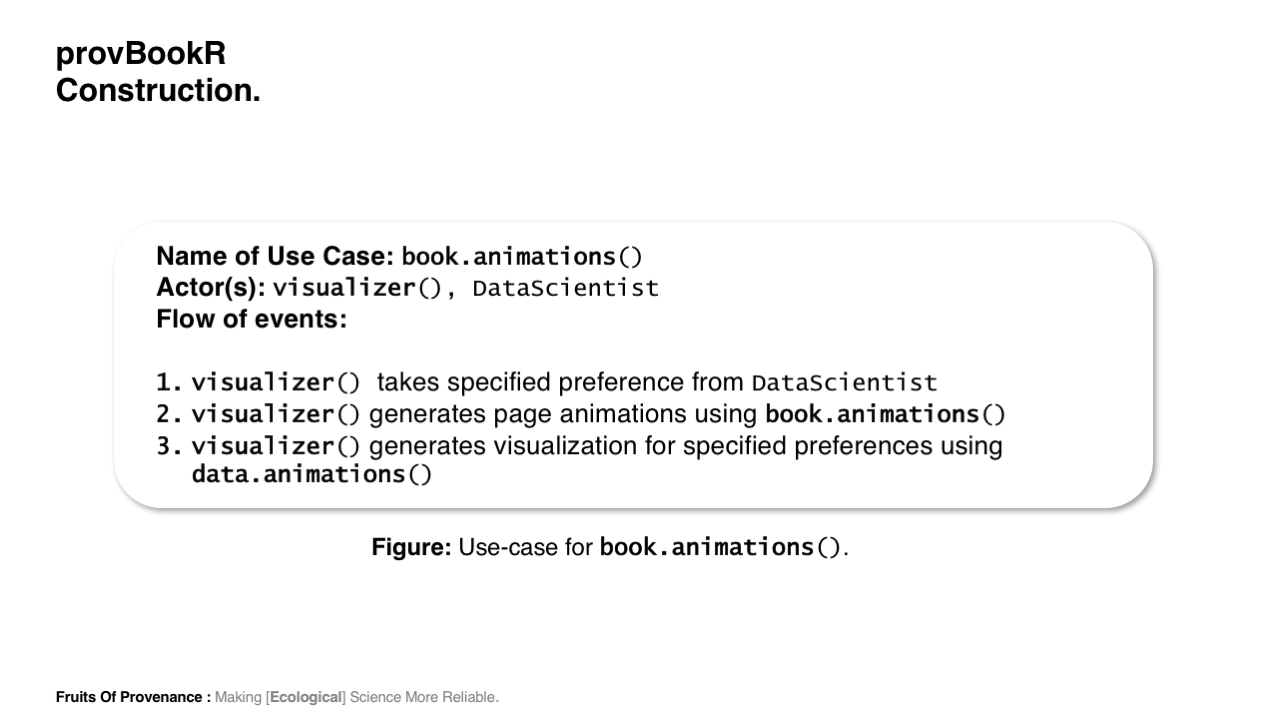 provBookR
Construction.
Name of Use Case: book.animations()
Actor(s): visualizer(), DataScientist
Flow of events:
1. visualizer() takes specified preference from DataScientist
2. visualizer() generates page animations using book.animations()
3. visualizer() generates visualization for specified preferences using
data.animations()
Figure: Use-case for book.animations().
Fruits Of Provenance : Making [Ecological] Science More Reliable.